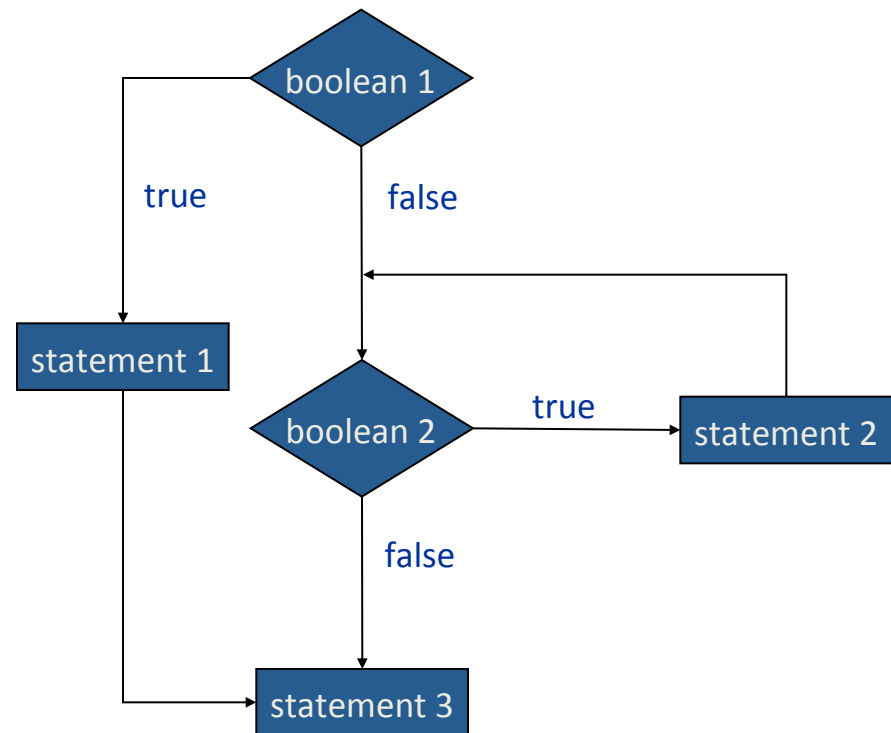 boolean 1
true
false
statement 1
boolean 2
true
statement 2
false
statement 3